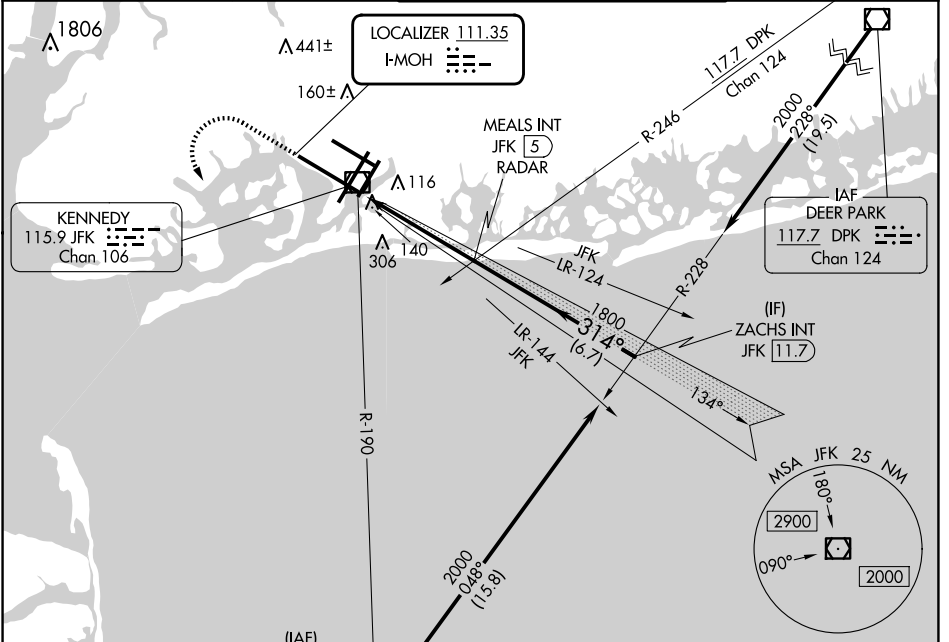 1806
441±
160±
LOCALIZER 111.35
I-MOH
117.7 DPK
Chan 124
R-246
2000
228°
(19.5)
MEALS INT
JFK 5
RADAR
116
KENNEDY
115.9 JFK
Chan 106
140
306
IAF
DEER PARK
117.7 DPK
Chan 124
JFK
LR-124
R-228
1800
314°
(6.7)
(IF)
ZACHS INT
JFK 11.7
LR-144
JFK
134°
R-190
MSA JFK 25 NM
180°
2900
090°
2000
2000
048°
(15.8)
(IAF)